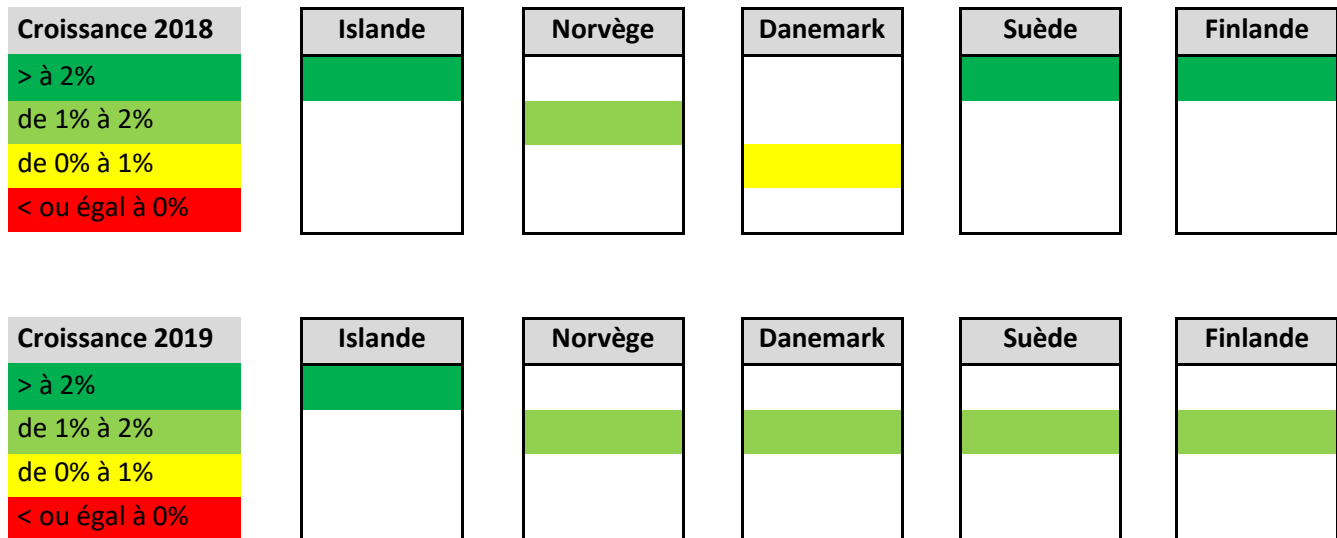 Croissance 2018 Islande Norvège Danemark Suède Finlande
> à 2%
de 1% à 2%
de 0% à 1%
< ou égal à 0%
Croissance 2019 Islande Norvège Danemark Suède Finlande
> à 2%
de 1% à 2%
de 0% à 1%
< ou égal à 0%